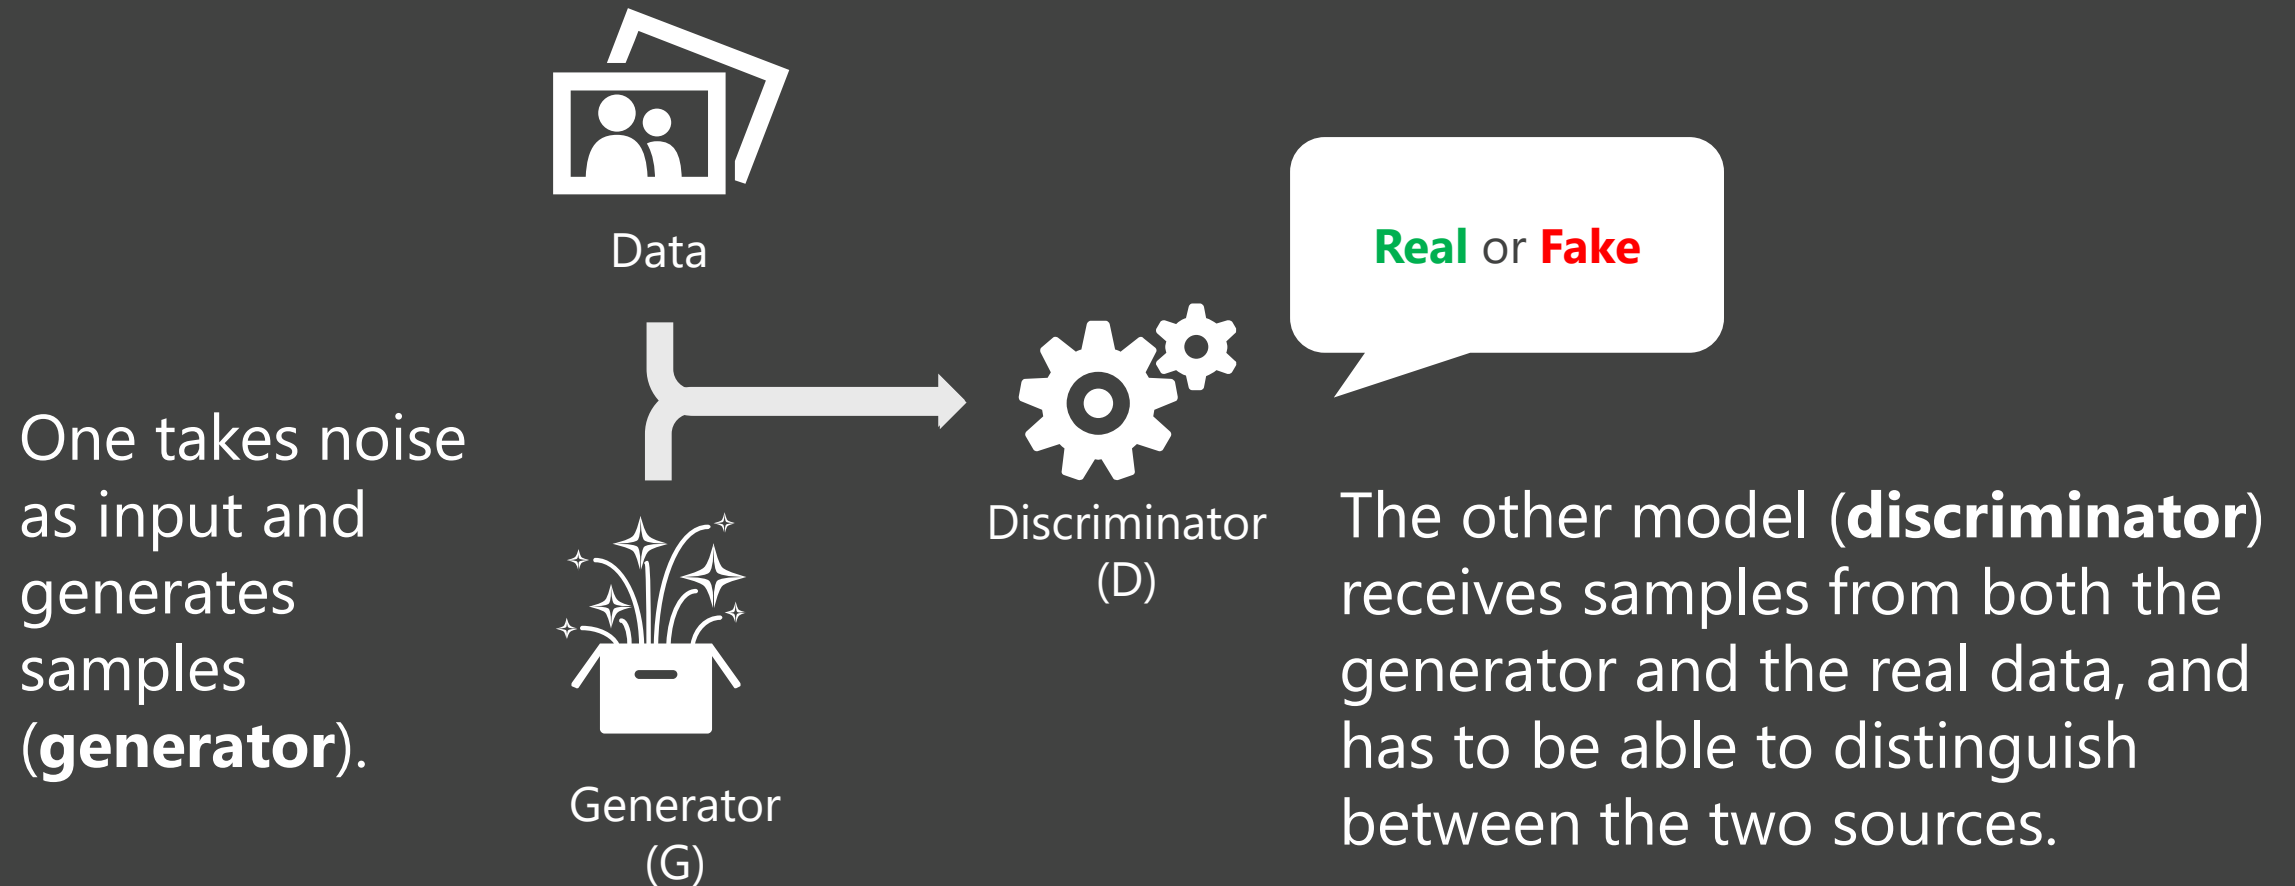 Data
Real or Fake
One takes noise
as input and
generates
samples
(generator).
Discriminator
(D)
Generator
(G)
The other model (discriminator)
receives samples from both the
generator and the real data, and
has to be able to distinguish
between the two sources.